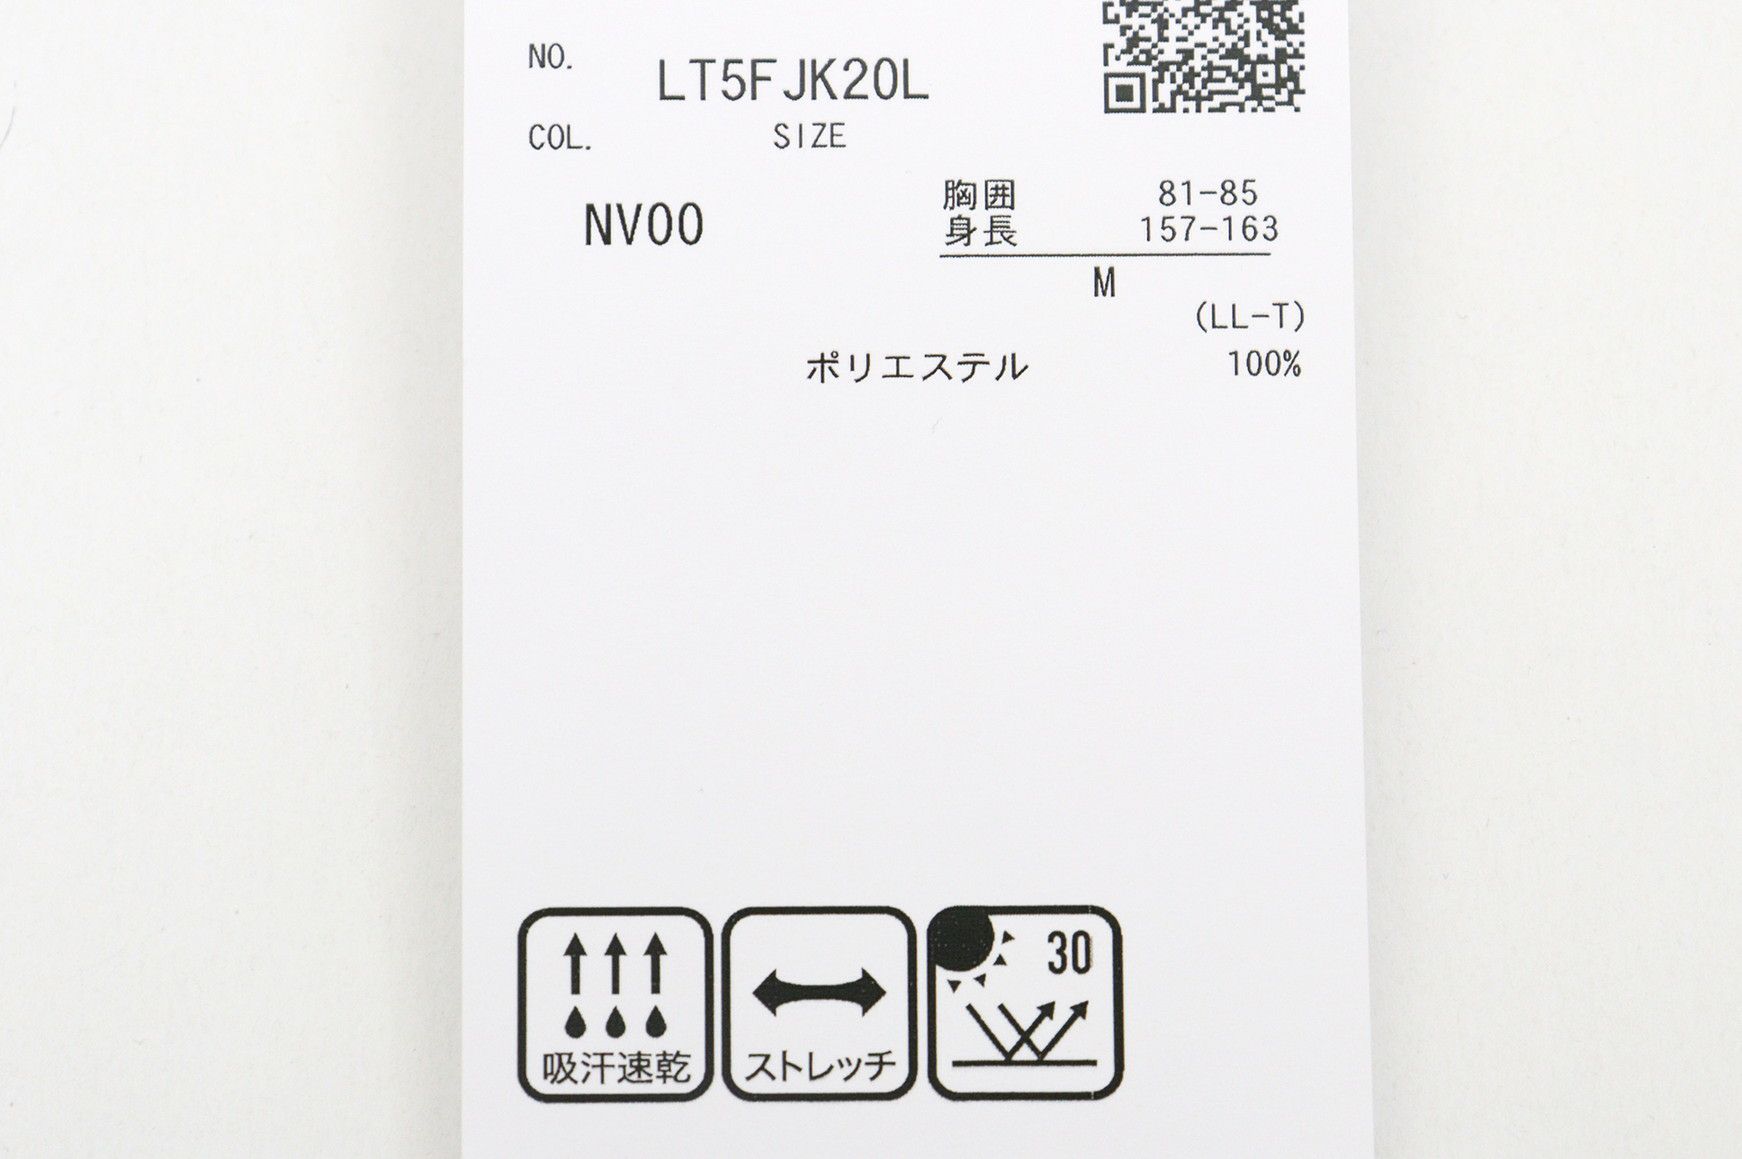 NO.
LT5FJK20L
COL. SIZE
NV00
胸囲 81-85
身長 157-163
M
(LL-T)
ポリエステル 100%
30
吸汗速乾 ストレッチ